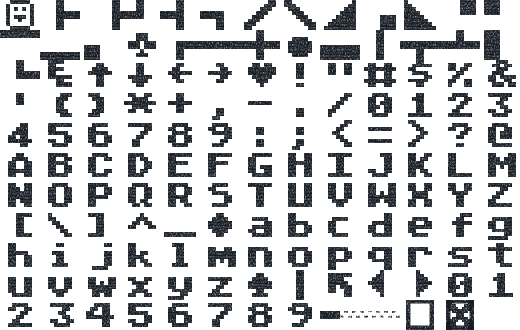 ! " # $ % &
' ( ) * + , - . / 0 1 2 3
4 5 6 7 8 9 : ; < = > ? @
A B C D E F G H I J K L M
N O P Q R S T U V W X Y Z
[ \ ] ^ _ ♠ a b c d e f g
h i j k l m n o p q r s t
u v w x y z ♠ | ↖ ◀ ▶ 0 1
2 3 4 5 6 7 8 9